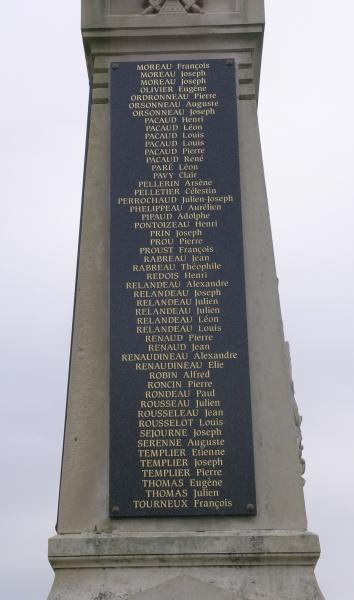 MOREAU François
MOREAU Joseph
MOREAU Joseph
OLIVIER Eugène
ORDRONNEAU Pierre
ORSONNEAU Auguste
ORSONNEAU Joseph
PACAUD Henri
PACAUD Léon
PACAUD Louis
PACAUD Louis
PACAUD Pierre
PACAUD René
PARÉ Léon
PAVY Clair
PELLERIN Arsène
PELLETIER Célestin
PERROCHAUD Julien-Joseph
PHELIPPEAU Aurélien
PIPAUD Adolphe
PONTOIZEAU Henri
PRIN Joseph
PROU Pierre
PROUST François
RABREAU Jean
RABREAU Théophile
REDOIS Henri
RELANDEAU Alexandre
RELANDEAU Joseph
RELANDEAU Julien
RELANDEAU Julien
RELANDEAU Léon
RELANDEAU Louis
RENAUD Pierre
RENAUD Jean
RENAUDINEAU Alexandre
RENAUDINEAU Elie
ROBIN Alfred
RONCIN Pierre
RONDEAU Paul
ROUSSEAU Julien
ROUSSELEAU Jean
ROUSSELOT Louis
SEJOURNE Joseph
SERENNE Auguste
TEMPLIER Etienne
TEMPLIER Joseph
TEMPLIER Pierre
THOMAS Eugène
THOMAS Julien
TOURNEUX François